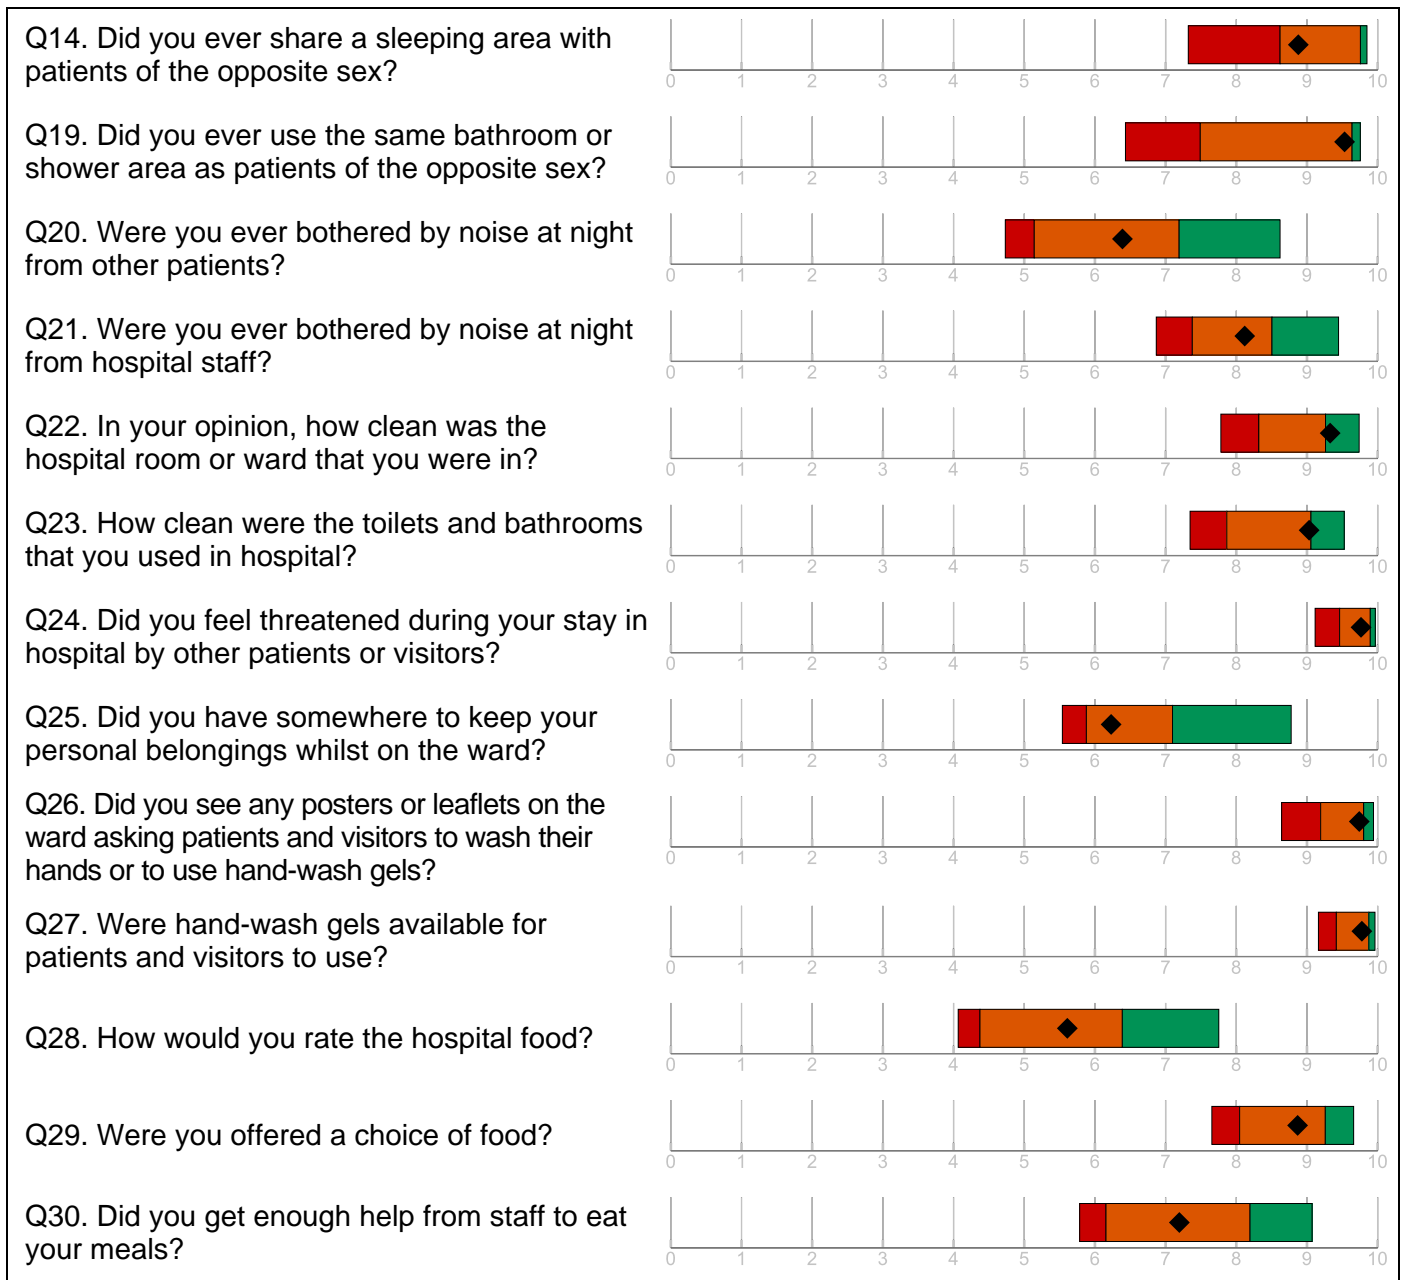 Q14. Did you ever share a sleeping area with
patients of the opposite sex?
0 1 2 3 4 5 6 7 8 9 10
Q19. Did you ever use the same bathroom or
shower area as patients of the opposite sex?
0 1 2 3 4 5 6 7 8 9 10
Q20. Were you ever bothered by noise at night
from other patients?
0 1 2 3 4 5 6 7 8 9 10
Q21. Were you ever bothered by noise at night
from hospital staff?
0 1 2 3 4 5 6 7 8 9 10
Q22. In your opinion, how clean was the
hospital room or ward that you were in?
0 1 2 3 4 5 6 7 8 9 10
Q23. How clean were the toilets and bathrooms
that you used in hospital?
0 1 2 3 4 5 6 7 8 9 10
Q24. Did you feel threatened during your stay in
hospital by other patients or visitors?
0 1 2 3 4 5 6 7 8 9 10
Q25. Did you have somewhere to keep your
personal belongings whilst on the ward?
0 1 2 3 4 5 6 7 8 9 10
Q26. Did you see any posters or leaflets on the
ward asking patients and visitors to wash their
hands or to use hand-wash gels?
0 1 2 3 4 5 6 7 8 9 10
Q27. Were hand-wash gels available for
patients and visitors to use?
0 1 2 3 4 5 6 7 8 9 10
Q28. How would you rate the hospital food?
0 1 2 3 4 5 6 7 8 9 10
Q29. Were you offered a choice of food?
0 1 2 3 4 5 6 7 8 9 10
Q30. Did you get enough help from staff to eat
your meals?
0 1 2 3 4 5 6 7 8 9 10